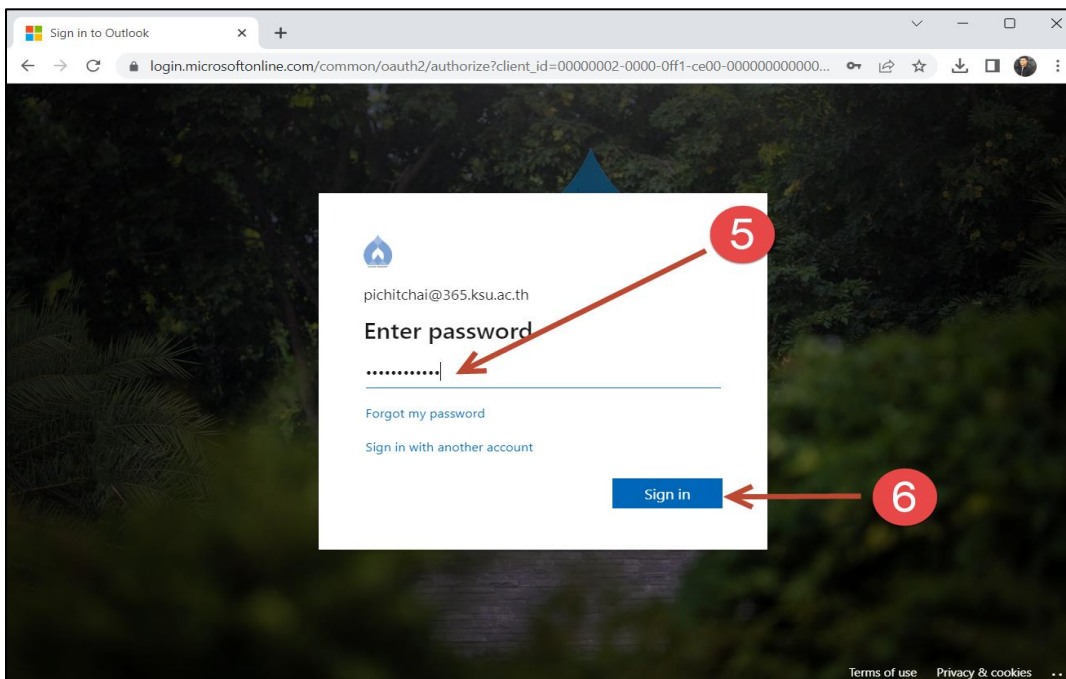 Sign in to Outlook
login.microsoftonline.com/common/oauth2/authorize?client_id=00000002-0000-0ff1-ce00-000000000000...
5
pichitchai@365.ksu.ac.th
Enter password
Forgot my password
Sign in with another account
Sign in
6
Terms of use Privacy & cookies ..